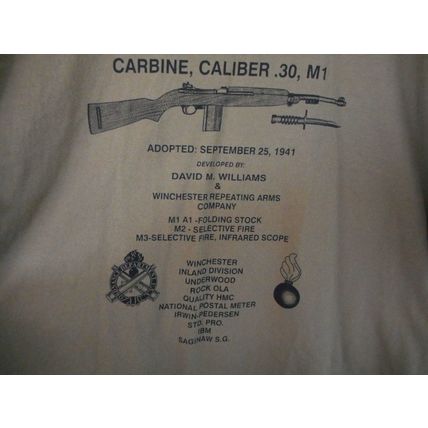 CARBINE, CALIBER .30, M1
ADOPTED: SEPTEMBER 25, 1941
DEVELOPED BY:
DAVID M. WILLIAMS
&
WINCHESTER REPEATING ARMS
COMPANY
M1 A1 -FOLDING STOCK
M2 - SELECTIVE FIRE
M3-SELECTIVE FIRE, INFRARED SCOPE
WINCHESTER
INLAND DIVISION
UNDERWOOD
ROCK OLA
QUALITY HMC
NATIONAL POSTAL METER
IRWIN-PEDERSEN
STD. PRO.
IBM
SAGINAW S.G.